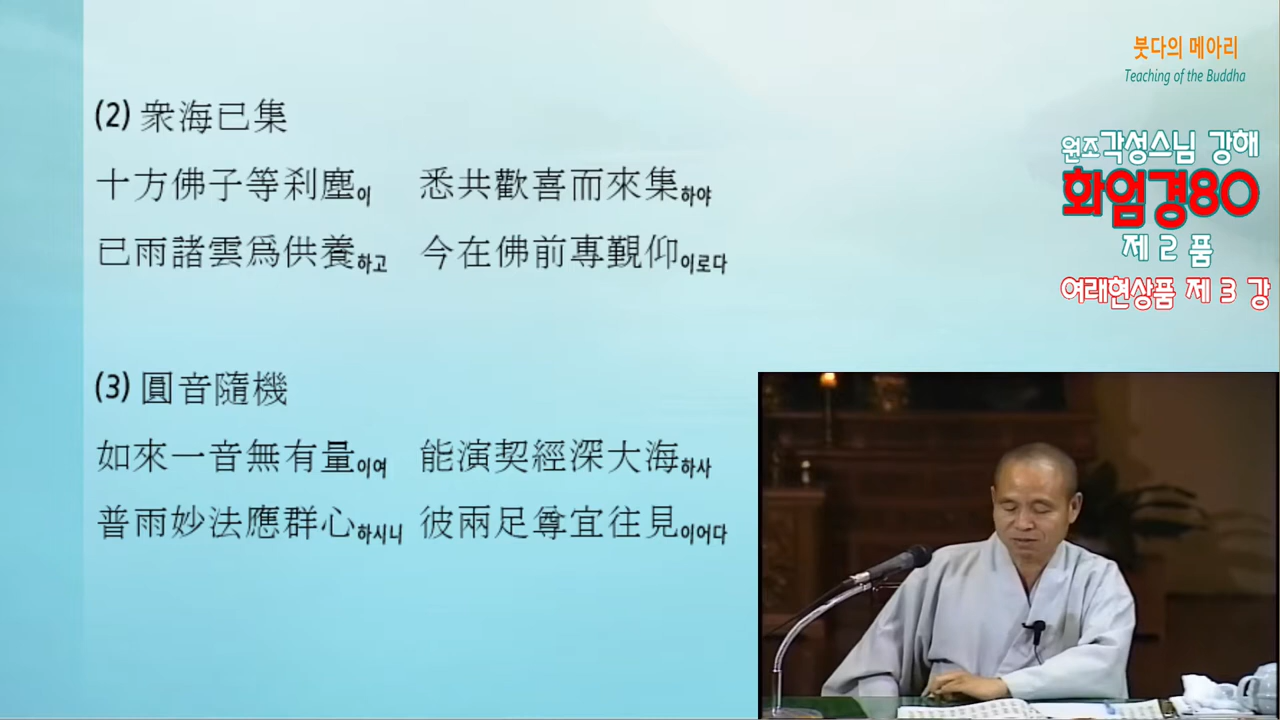 (2) 衆海已集
十方佛子等刹塵이 悉共歡喜而來集하야
已雨諸雲爲供養하고 今在佛前專覲仰이로다
(3) 圓音隨機
如來一音無有量이여 能演契經深大海하사
普雨妙法應群心하시니 彼兩足尊宜往見이어다
붓다의 메아리
Teaching of the Buddha
원조각성스님 강해
화엄경80
제 2 품
여래현상품 제 3 강